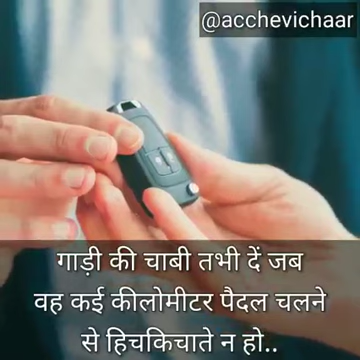 @acchevichaar
गाड़ी की चाबी तभी दें जब
वह कई कीलोमीटर पैदल चलने
से हिचकिचाते न हो..